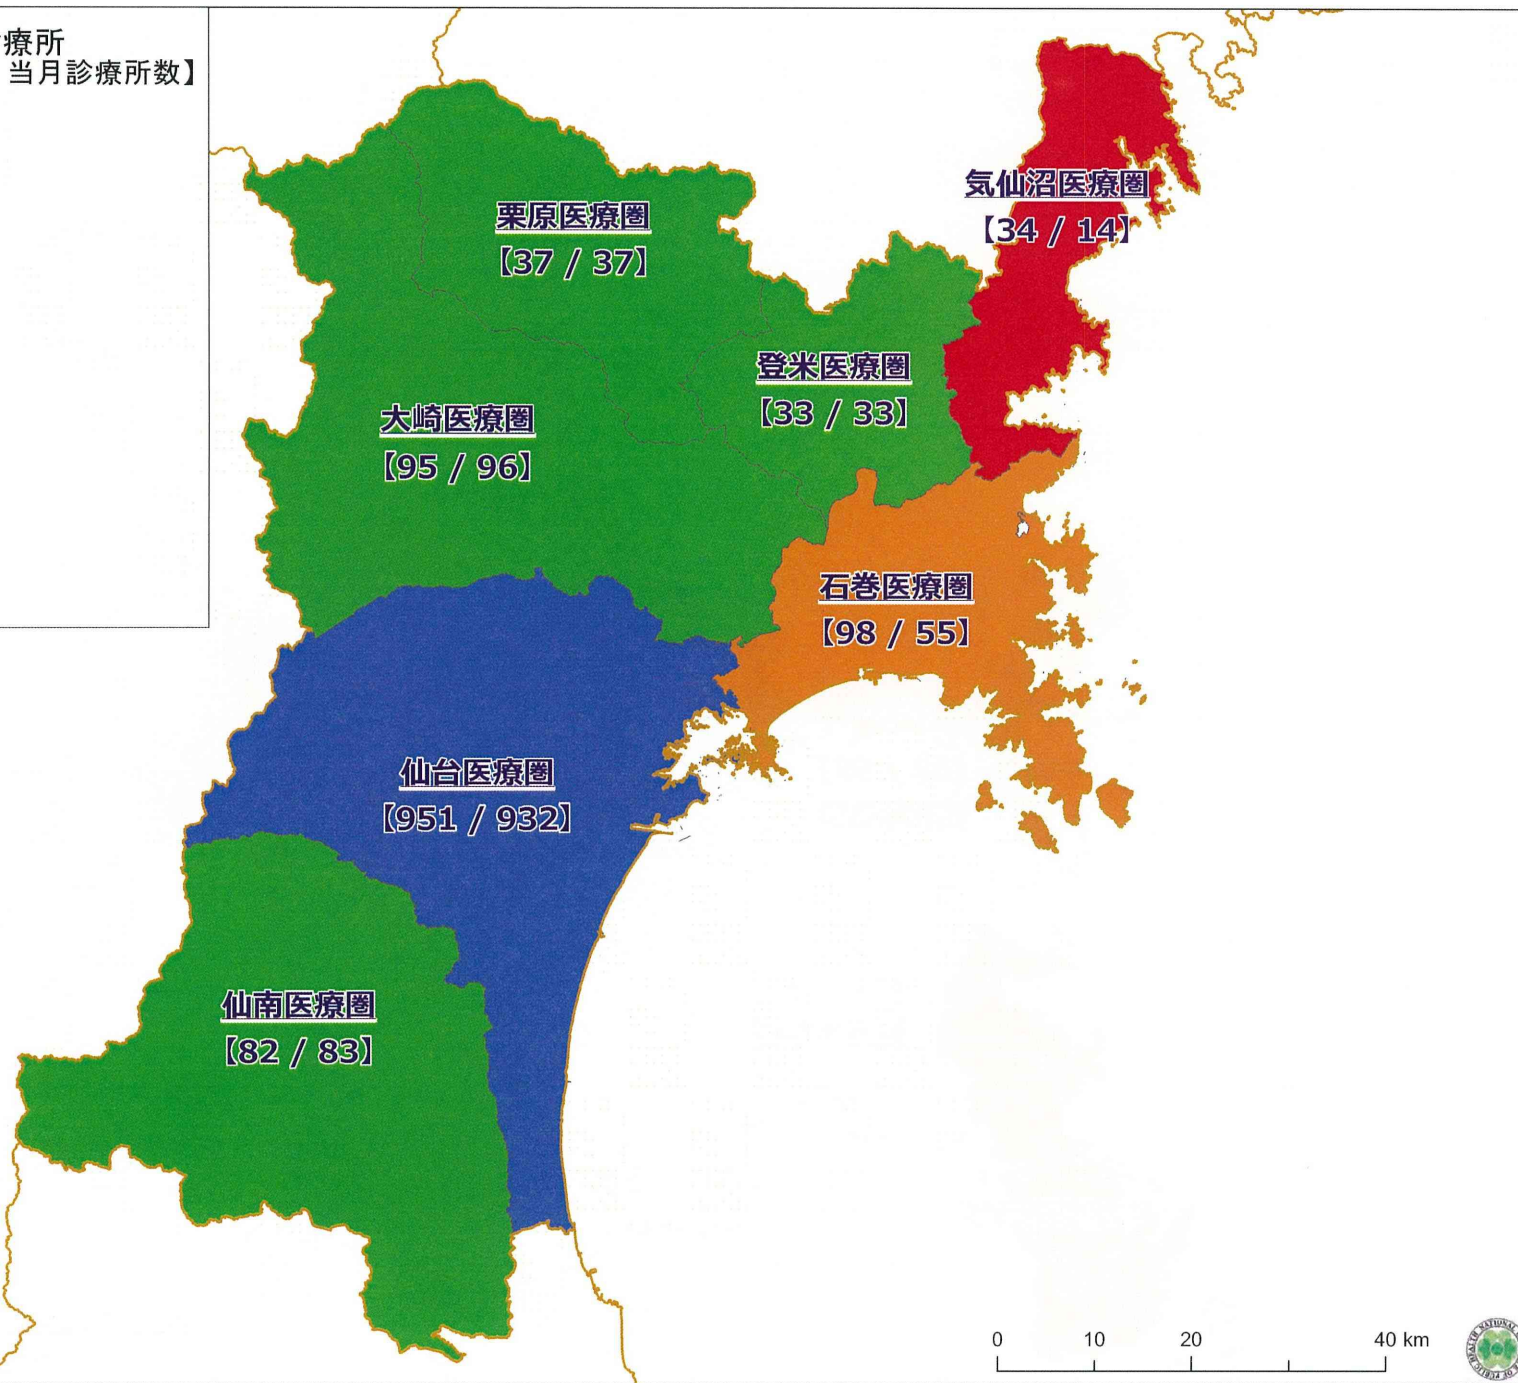 療所
当月診療所数】
気仙沼医療圏
【34 / 14】
栗原医療圏
【37 / 37】
登米医療圏
【33 / 33】
大崎医療圏
【95 / 96】
石巻医療圏
【98 / 55】
仙台医療圏
【951 / 932】
仙南医療圏
【82 / 83】
0 10 20 40 km